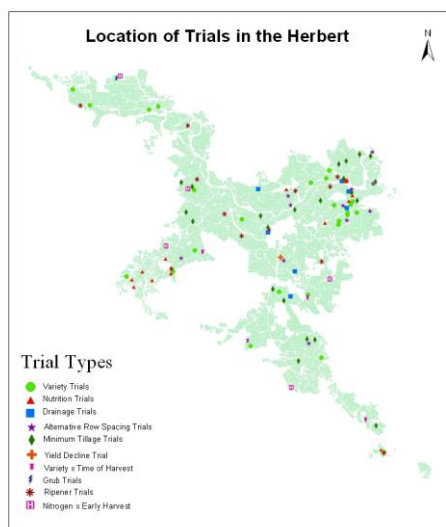 Location of Trials in the Herbert
N
Trial Types
Variety Trials
Nutrition Trials
Drainage Trials
Alternative Row Spacing Trials
Minimum Tillage Trials
Yield Decline Trial
Variety x Time of Harvest
Grub Trials
Ripener Trials
Nitrogen x Early Harvest